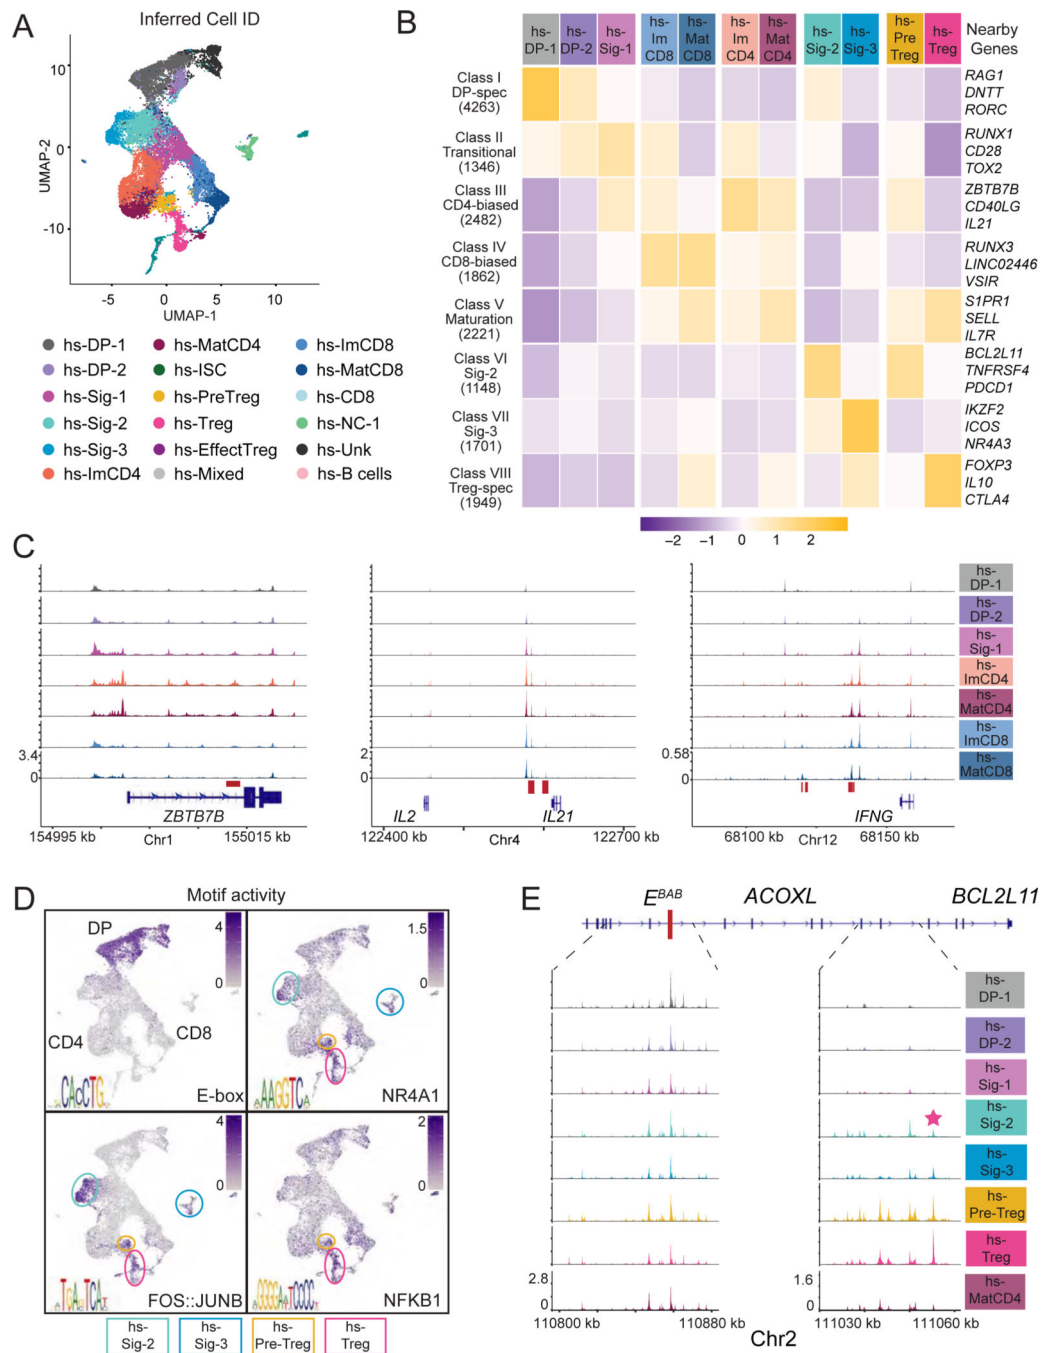 A
Inferred Cell ID
10
0
-10
UMAP-2
-5
0
5
10
UMAP-1
hs-DP-1
hs-MatCD4
hs-ImCD8
hs-DP-2
hs-ISC
hs-MatCD8
hs-Sig-1
hs-PreTreg
hs-CD8
hs-Sig-2
hs-Treg
hs-NC-1
hs-Sig-3
hs-EffectTreg
hs-Unk
hs-ImCD4
hs-Mixed
hs-B cells
B
hs-
DP-1
hs-
DP-2
hs-
Sig-1
hs-
Im
CD8
hs-
Mat
CD8
hs-
Im
CD4
hs-
Mat
CD4
hs-
Sig-2
hs-
Sig-3
hs-
Pre
Treg
hs-
Treg
Nearby
Genes
Class I
DP-spec
(4263)
RAG1
DNTT
RORC
Class II
Transitional
(1346)
RUNX1
CD28
TOX2
Class III
CD4-biased
(2482)
ZBTB7B
CD40LG
IL21
Class IV
CD8-biased
(1862)
RUNX3
LINC02446
VSIR
Class V
Maturation
(2221)
S1PR1
SELL
IL7R
Class VI
Sig-2
(1148)
BCL2L11
TNFRSF4
PDCD1
Class VII
Sig-3
(1701)
IKZF2
ICOS
NR4A3
Class VIII
Treg-spec
(1949)
FOXP3
IL10
CTLA4
−2 −1 0 1 2
C
hs-
DP-1
hs-
DP-2
hs-
Sig-1
hs-
ImCD4
hs-
MatCD4
hs-
ImCD8
hs-
MatCD8
3.4
0
2
0
0.58
0
ZBTB7B
IL2
IL21
IFNG
154995 kb
Chr1
155015 kb
122400 kb
Chr4
122700 kb
68100 kb
Chr12
68150 kb
D
Motif activity
DP
4
0
CD4
CD8
CACCTG
E-box
1.5
0
AAGGTCA
NR4A1
4
0
TGAGTCA
FOS::JUNB
2
0
GGGGAATCCCC
NFKB1
hs-
Sig-2
hs-
Sig-3
hs-
Pre-Treg
hs-
Treg
E
E^BAB
ACOXL
BCL2L11
hs-
DP-1
hs-
DP-2
hs-
Sig-1
hs-
Sig-2
hs-
Sig-3
hs-
Pre-Treg
hs-
Treg
hs-
MatCD4
2.8
0
1.6
0
110800 kb
110880 kb
Chr2
111030 kb
111060 kb